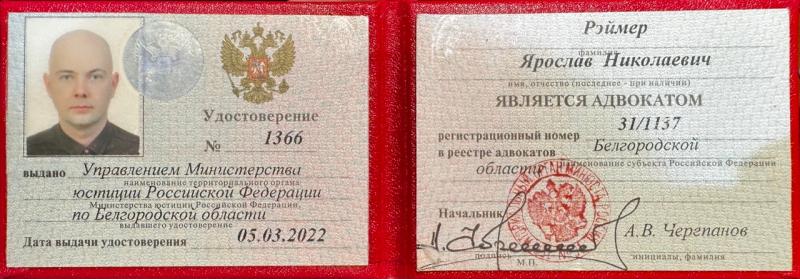 Удостоверение
№ 1366
выдано Управлением Министерства
наименование территориального органа
юстиции Российской Федерации
Министерства юстиции Российской Федерации,
по Белгородской области
выдавшего удостоверение
Дата выдачи удостоверения 05.03.2022
Рэймер
фамилия
Ярослав Николаевич
имя, отчество (последнее - при наличии)
ЯВЛЯЕТСЯ АДВОКАТОМ
регистрационный номер 31/1137
в реестре адвокатов Белгородской
наименование субъекта Российской Федерации
области
Начальник А.В. Черепанов
подпись инициалы, фамилия
М.П.